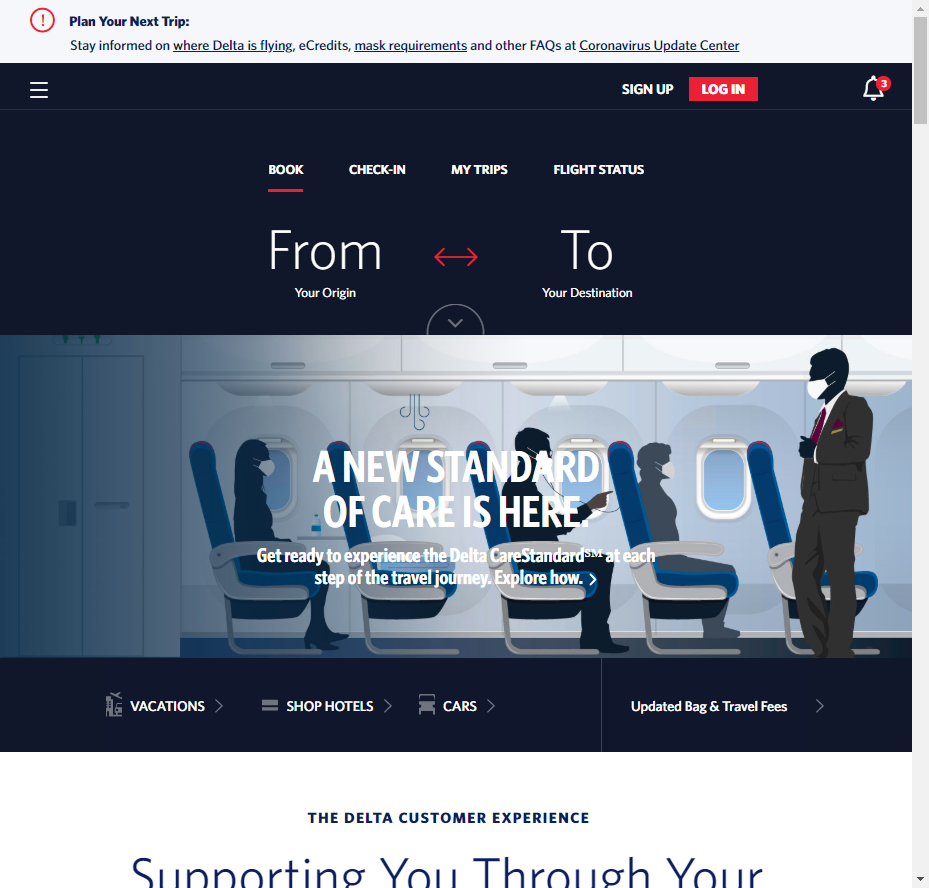 Plan Your Next Trip:
Stay informed on where Delta is flying, eCredits, mask requirements and other FAQs at Coronavirus Update Center
SIGN UP
LOG IN
3
BOOK
CHECK-IN
MY TRIPS
FLIGHT STATUS
From
To
Your Origin
Your Destination
A NEW STANDARD
OF CARE IS HERE.
Get ready to experience the Delta CareStandard℠ at each
step of the travel journey. Explore how.
VACATIONS
SHOP HOTELS
CARS
Updated Bag & Travel Fees
THE DELTA CUSTOMER EXPERIENCE
Supporting You Through Your